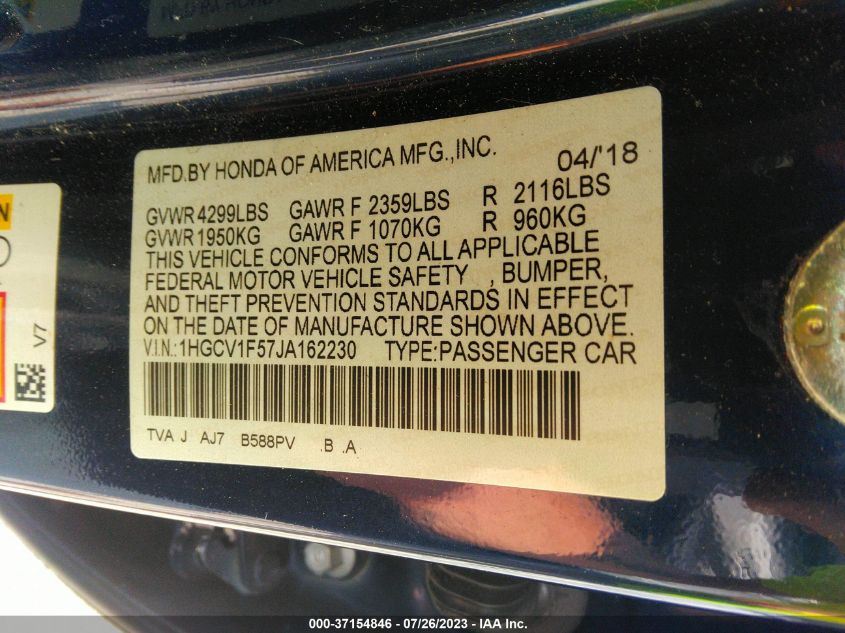 MFD.BY HONDA OF AMERICA MFG.,INC. 04/'18
GVWR 4299LBS GAWR F 2359LBS R 2116LBS
GVWR 1950KG GAWR F 1070KG R 960KG
THIS VEHICLE CONFORMS TO ALL APPLICABLE
FEDERAL MOTOR VEHICLE SAFETY , BUMPER,
AND THEFT PREVENTION STANDARDS IN EFFECT
ON THE DATE OF MANUFACTURE SHOWN ABOVE.
V.I.N.:1HGCV1F57JA162230 TYPE:PASSENGER CAR
TVA J AJ7 B588PV .B .A
V7
000-37154846 - 07/26/2023 - IAA Inc.